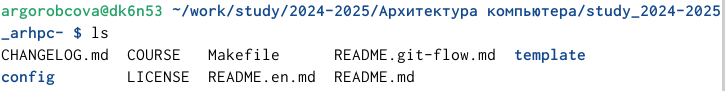 argorobcova@dk6n53 ~/work/study/2024-2025/Архитектура компьютера/study_2024-2025
_arhpc- $ ls
CHANGELOG.md COURSE Makefile README.git-flow.md template
config LICENSE README.en.md README.md